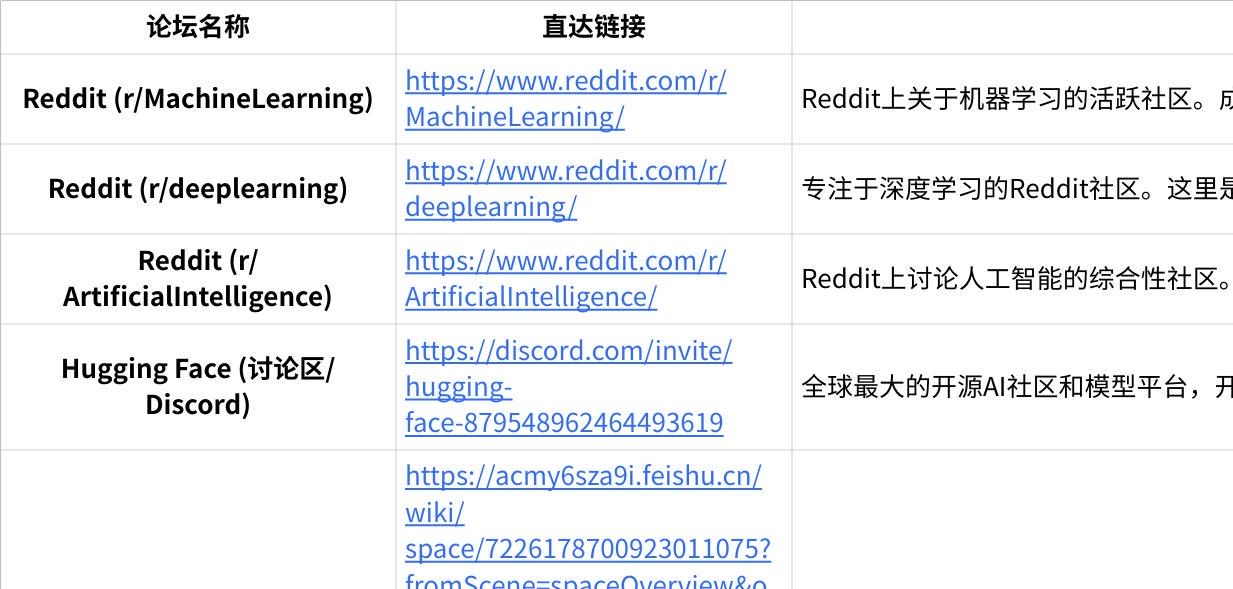 论坛名称
直达链接
Reddit (r/MachineLearning)
https://www.reddit.com/r/
MachineLearning/
Reddit上关于机器学习的活跃社区。成
Reddit (r/deeplearning)
https://www.reddit.com/r/
deeplearning/
专注于深度学习的Reddit社区。这里是
Reddit (r/
ArtificialIntelligence)
https://www.reddit.com/r/
ArtificialIntelligence/
Reddit上讨论人工智能的综合性社区。
Hugging Face (讨论区/
Discord)
https://discord.com/invite/
hugging-
face-879548962464493619
全球最大的开源AI社区和模型平台，开
https://acmy6sza9i.feishu.cn/
wiki/
space/7226178700923011075?
fromScene=spaceOverview&o